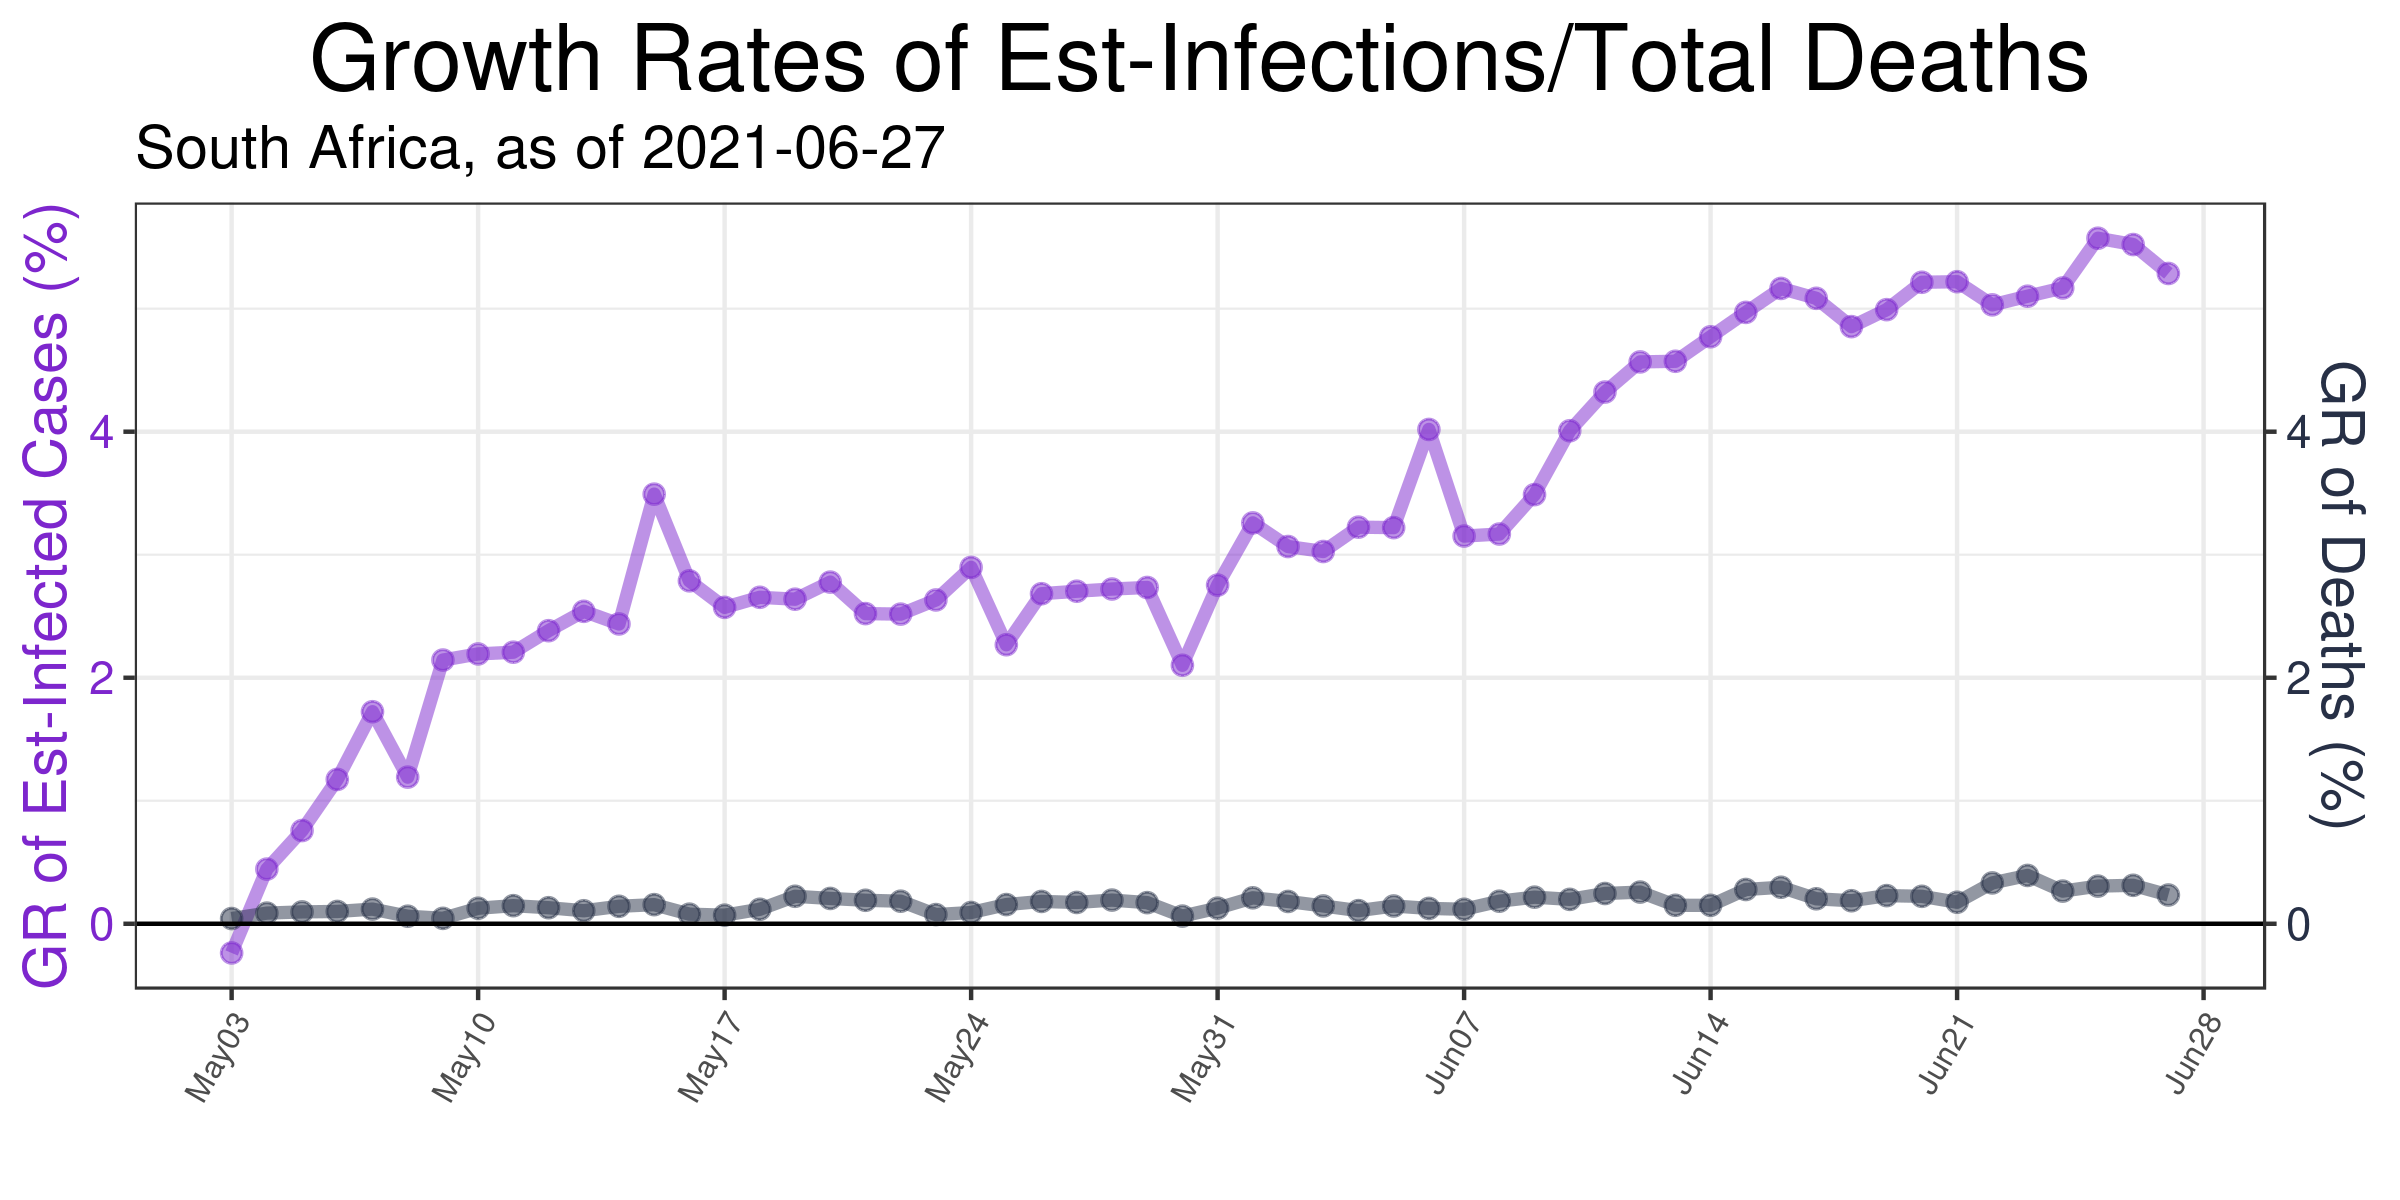 Growth Rates of Est-Infections/Total Deaths
South Africa, as of 2021-06-27
GR of Est-Infected Cases (%)
4
2
0
4
2
0
GR of Deaths (%)
May03
May10
May17
May24
May31
Jun07
Jun14
Jun21
Jun28